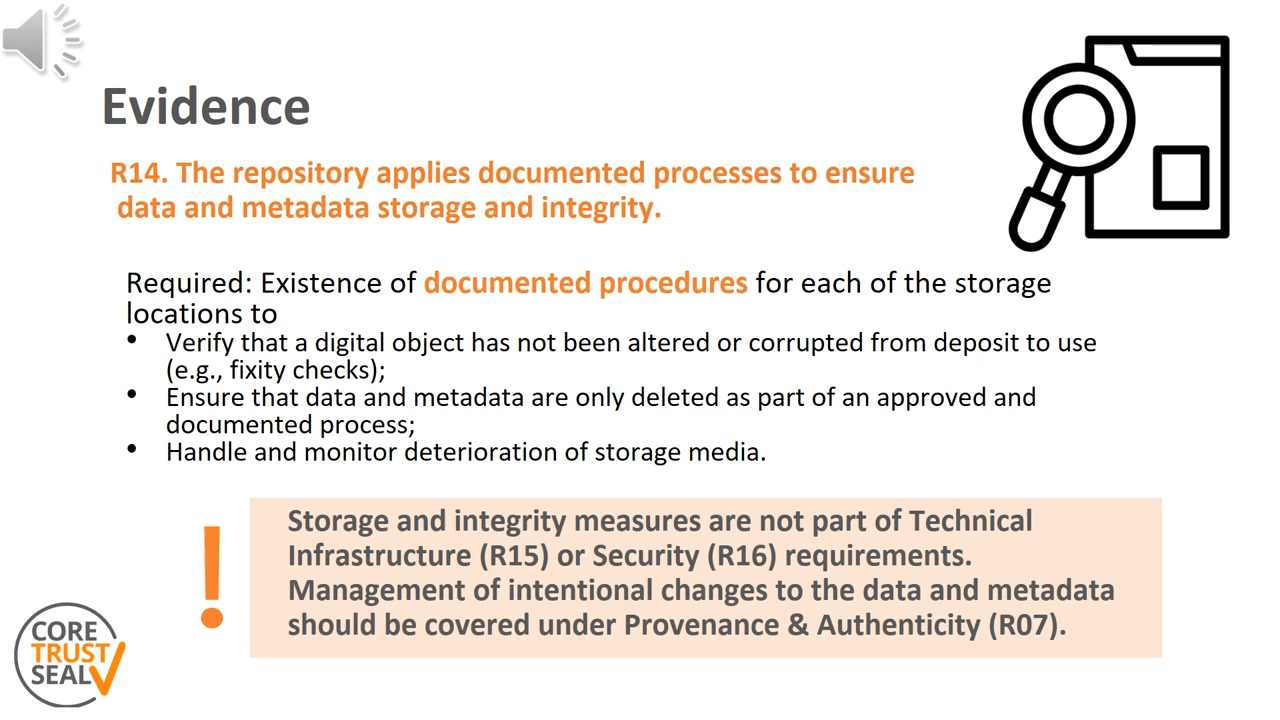 Evidence
R14. The repository applies documented processes to ensure
data and metadata storage and integrity.
Required: Existence of documented procedures for each of the storage
locations to
• Verify that a digital object has not been altered or corrupted from deposit to use
(e.g., fixity checks);
• Ensure that data and metadata are only deleted as part of an approved and
documented process;
• Handle and monitor deterioration of storage media.
!
Storage and integrity measures are not part of Technical
Infrastructure (R15) or Security (R16) requirements.
Management of intentional changes to the data and metadata
should be covered under Provenance & Authenticity (R07).
CORE
TRUST
SEAL